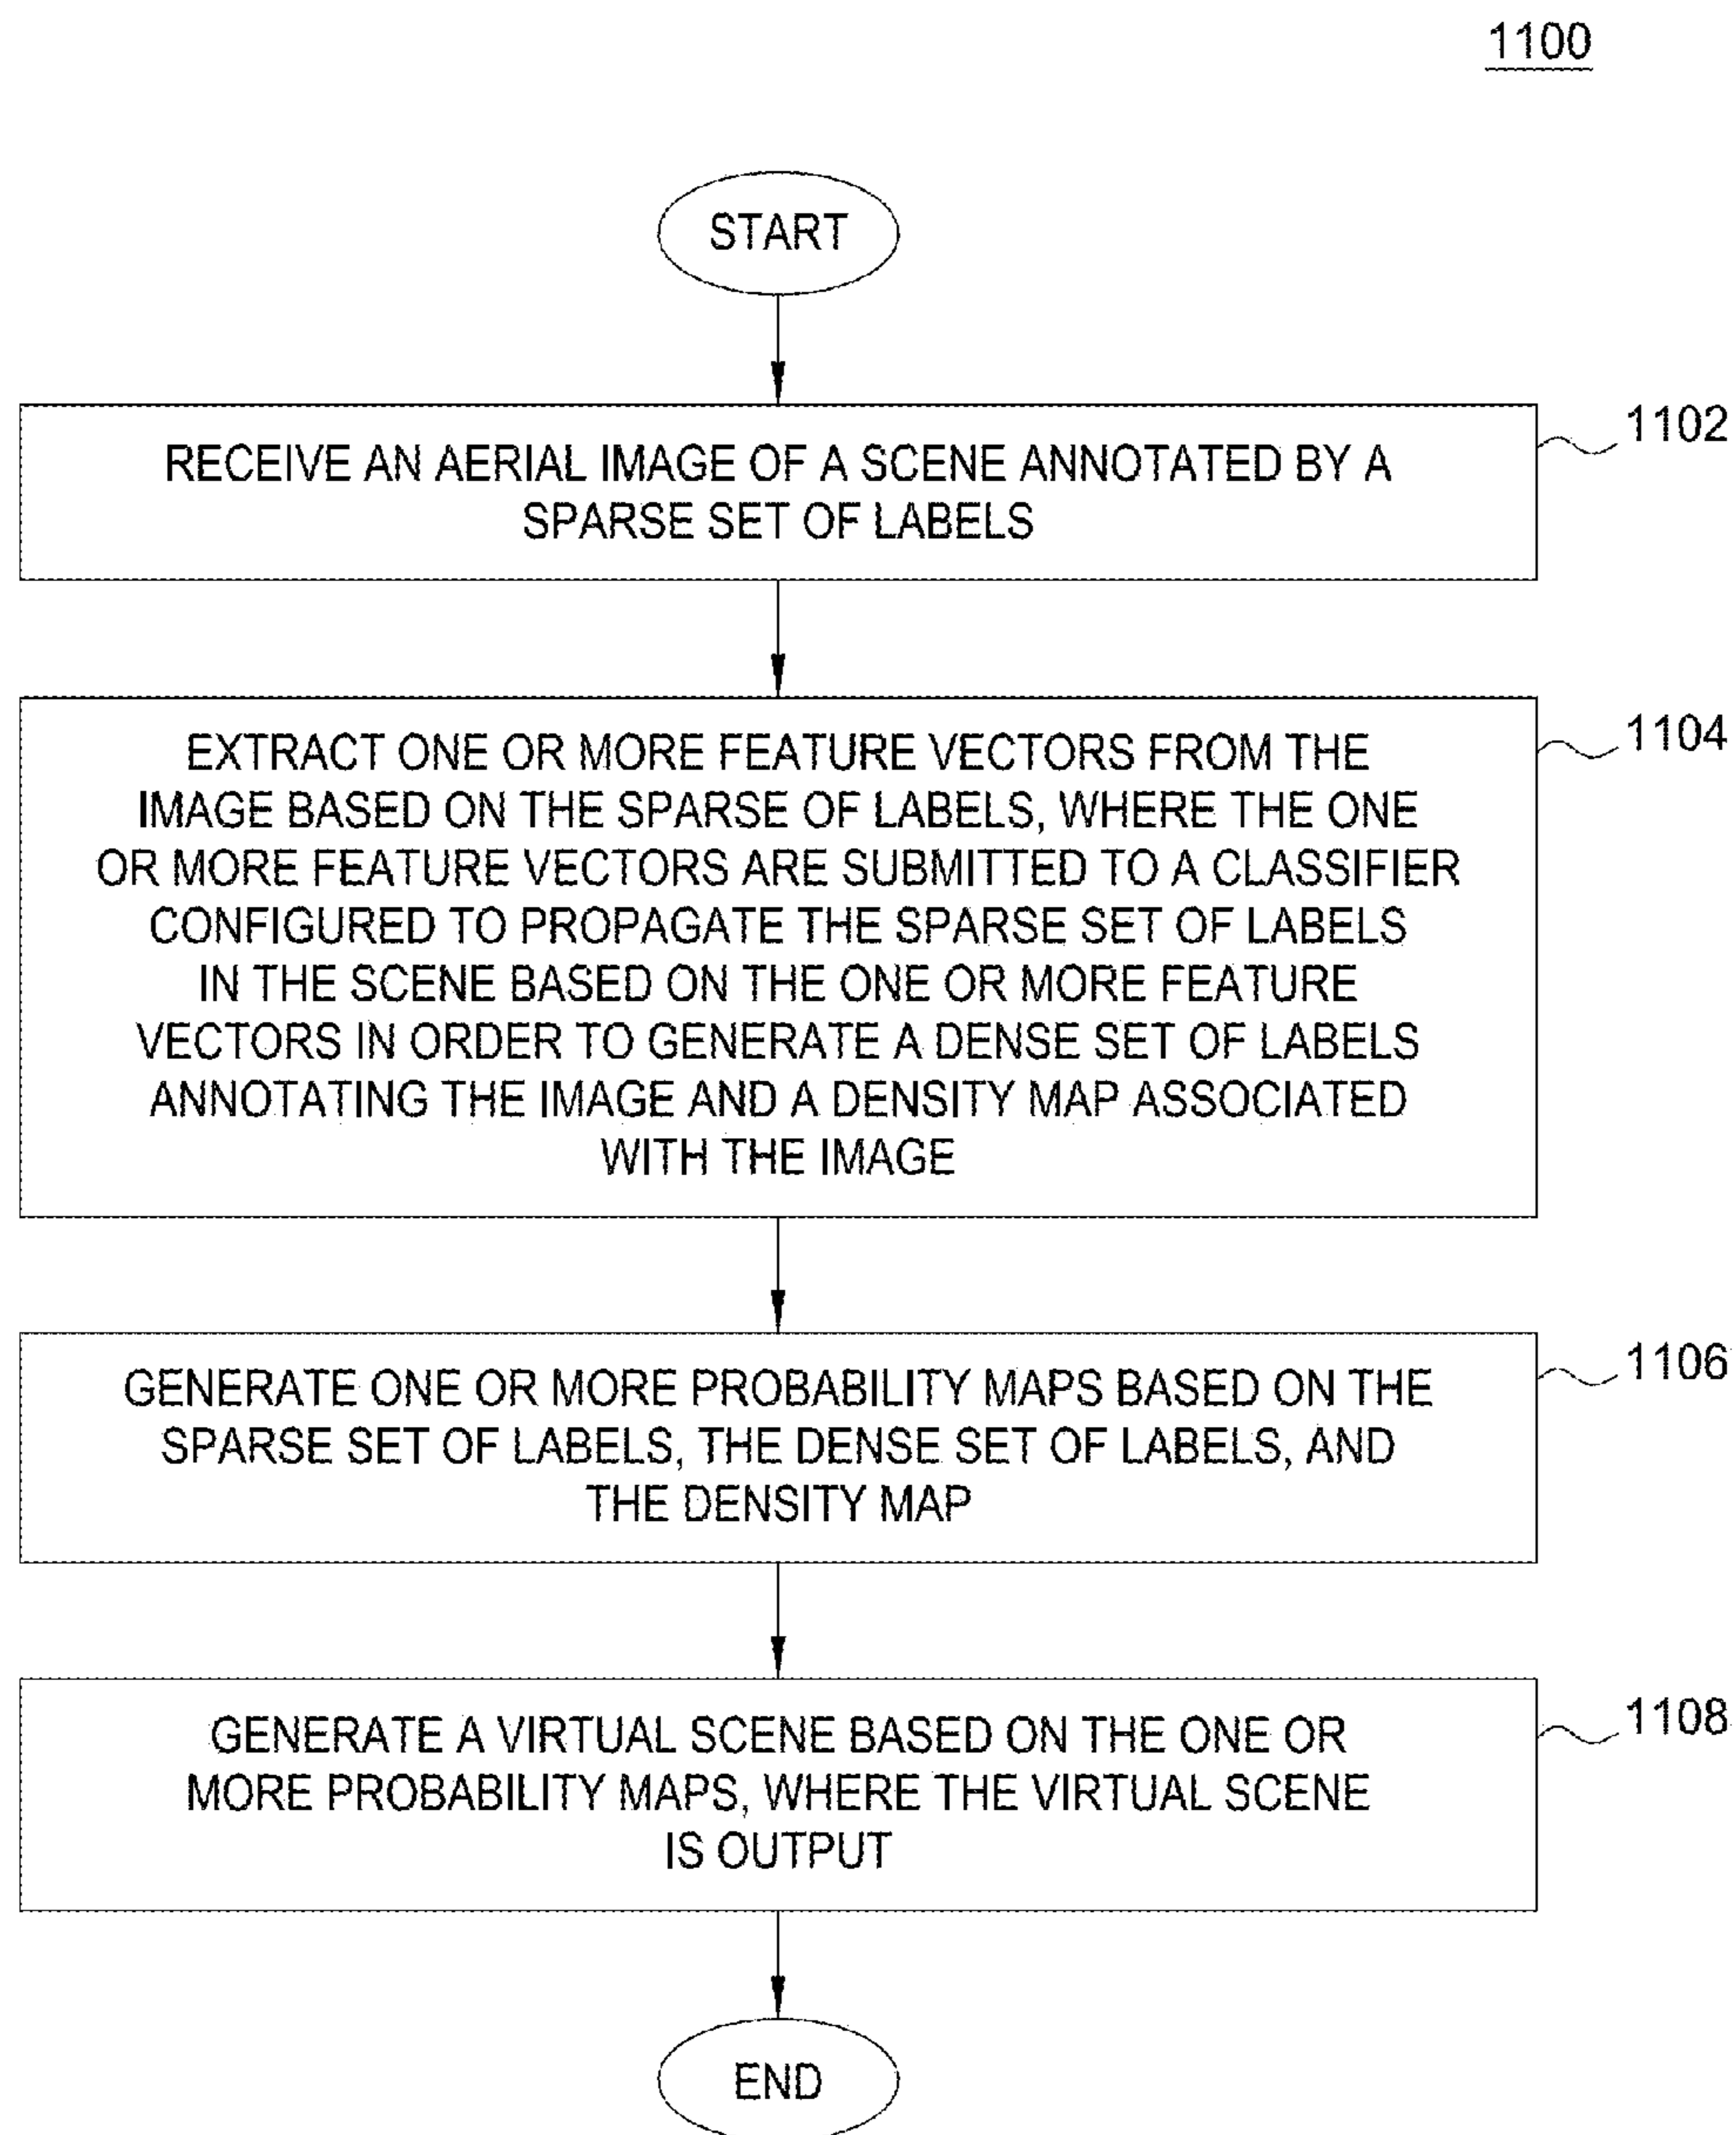 1100
START
RECEIVE AN AERIAL IMAGE OF A SCENE ANNOTATED BY A
SPARSE SET OF LABELS
1102
EXTRACT ONE OR MORE FEATURE VECTORS FROM THE
IMAGE BASED ON THE SPARSE OF LABELS, WHERE THE ONE
OR MORE FEATURE VECTORS ARE SUBMITTED TO A CLASSIFIER
CONFIGURED TO PROPAGATE THE SPARSE SET OF LABELS
IN THE SCENE BASED ON THE ONE OR MORE FEATURE
VECTORS IN ORDER TO GENERATE A DENSE SET OF LABELS
ANNOTATING THE IMAGE AND A DENSITY MAP ASSOCIATED
WITH THE IMAGE
1104
GENERATE ONE OR MORE PROBABILITY MAPS BASED ON THE
SPARSE SET OF LABELS, THE DENSE SET OF LABELS, AND
THE DENSITY MAP
1106
GENERATE A VIRTUAL SCENE BASED ON THE ONE OR
MORE PROBABILITY MAPS, WHERE THE VIRTUAL SCENE
IS OUTPUT
1108
END